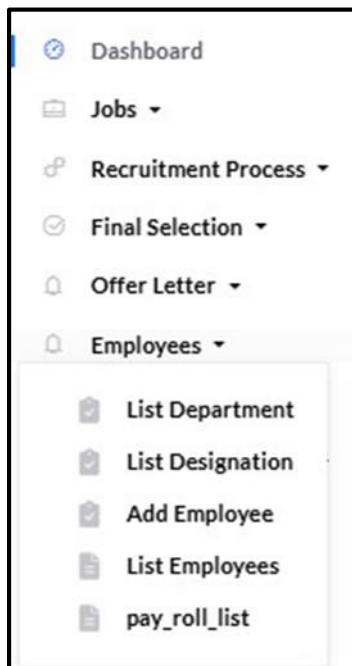 Dashboard
Jobs
Recruitment Process
Final Selection
Offer Letter
Employees
List Department
List Designation
Add Employee
List Employees
pay_roll_list